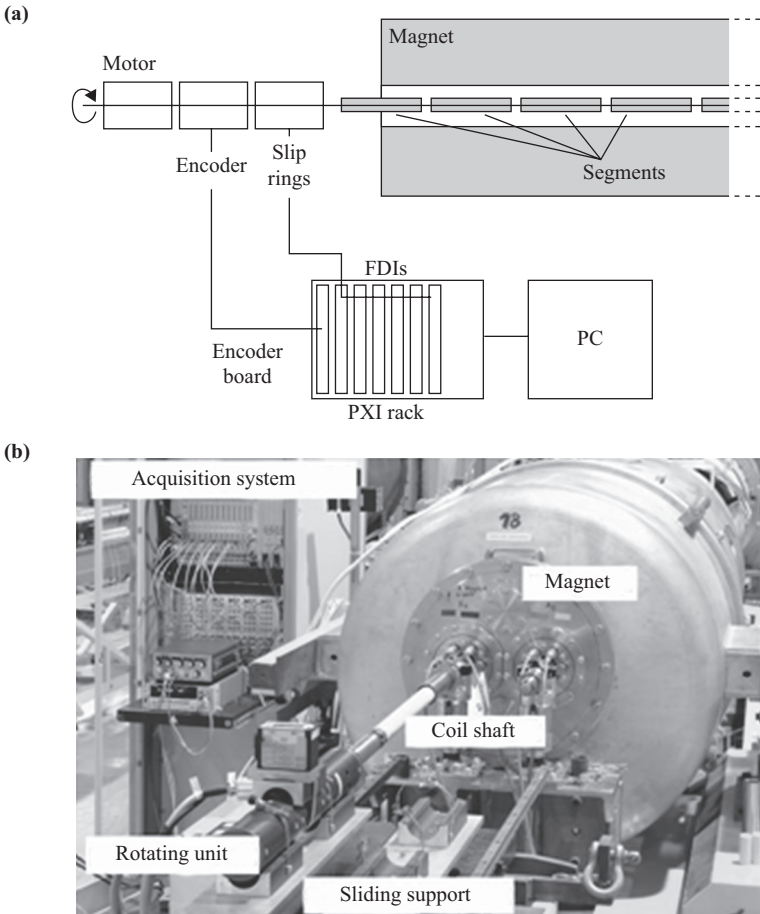 (a)
Magnet
Motor
Encoder
Slip
rings
Segments
FDIs
Encoder
board
PC
PXI rack
(b)
Acquisition system
Magnet
Coil shaft
Rotating unit
Sliding support